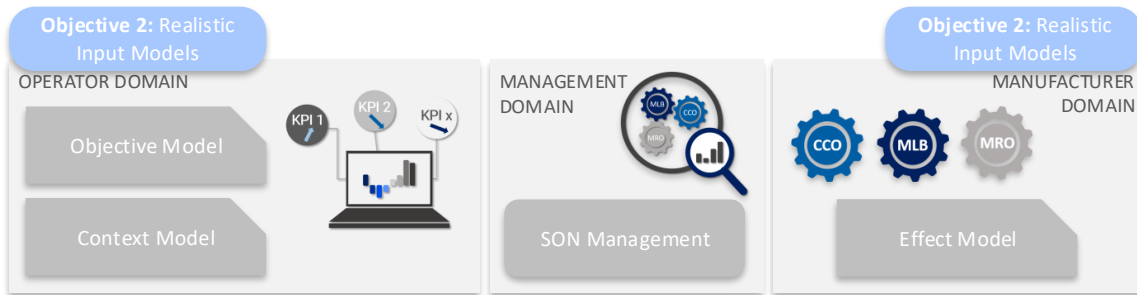 Objective 2: Realistic
Input Models
OPERATOR DOMAIN
Objective Model
Context Model
KPI 1
KPI 2
KPI x
MANAGEMENT
DOMAIN
MLB
CCO
MRO
SON Management
Objective 2: Realistic
Input Models
MANUFACTURER
DOMAIN
CCO
MLB
MRO
Effect Model